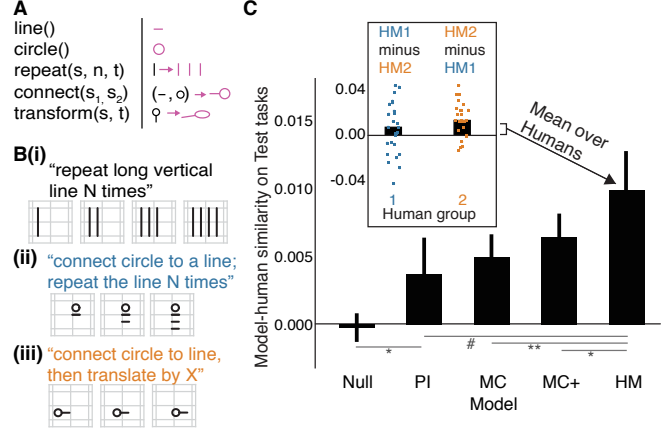 A
line()
circle()
repeat(s, n, t)
connect(s1, s2)
(–, o)
transform(s, t)
B(i)
“repeat long vertical
line N times”
(ii)
“connect circle to a line;
repeat the line N times”
(iii)
“connect circle to line,
then translate by X”
C
Model-human similarity on Test tasks
0.015
0.010
0.005
0.000
HM1
minus
HM2
HM2
minus
HM1
0.04
0.00
-0.04
1
2
Human group
Mean over
Humans
*
#
**
*
Null
PI
MC
MC+
HM
Model